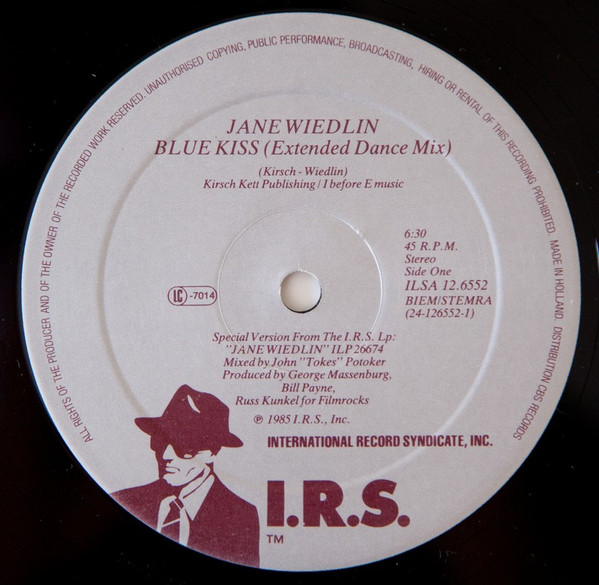 ALL RIGHTS OF THE PRODUCER AND OF THE OWNER OF THE RECORDED WORK RESERVED. UNAUTHORISED COPYING, PUBLIC PERFORMANCE, BROADCASTING, HIRING OR RENTAL OF THIS RECORDING PROHIBITED. MADE IN HOLLAND. DISTRIBUTION CBS RECORDS
JANE WIEDLIN
BLUE KISS (Extended Dance Mix)
(Kirsch - Wiedlin)
Kirsch Kett Publishing / I before E music
6:30
45 R.P.M.
Stereo
Side One
ILSA 12.6552
BIEM/STEMRA
(24-126552-1)
LC -7014
Special Version From The I.R.S. Lp:
"JANE WIEDLIN" ILP 26674
Mixed by John "Tokes" Potoker
Produced by George Massenburg,
Bill Payne,
Russ Kunkel for Filmrocks
℗ 1985 I.R.S., Inc.
INTERNATIONAL RECORD SYNDICATE, INC.
I.R.S.
TM